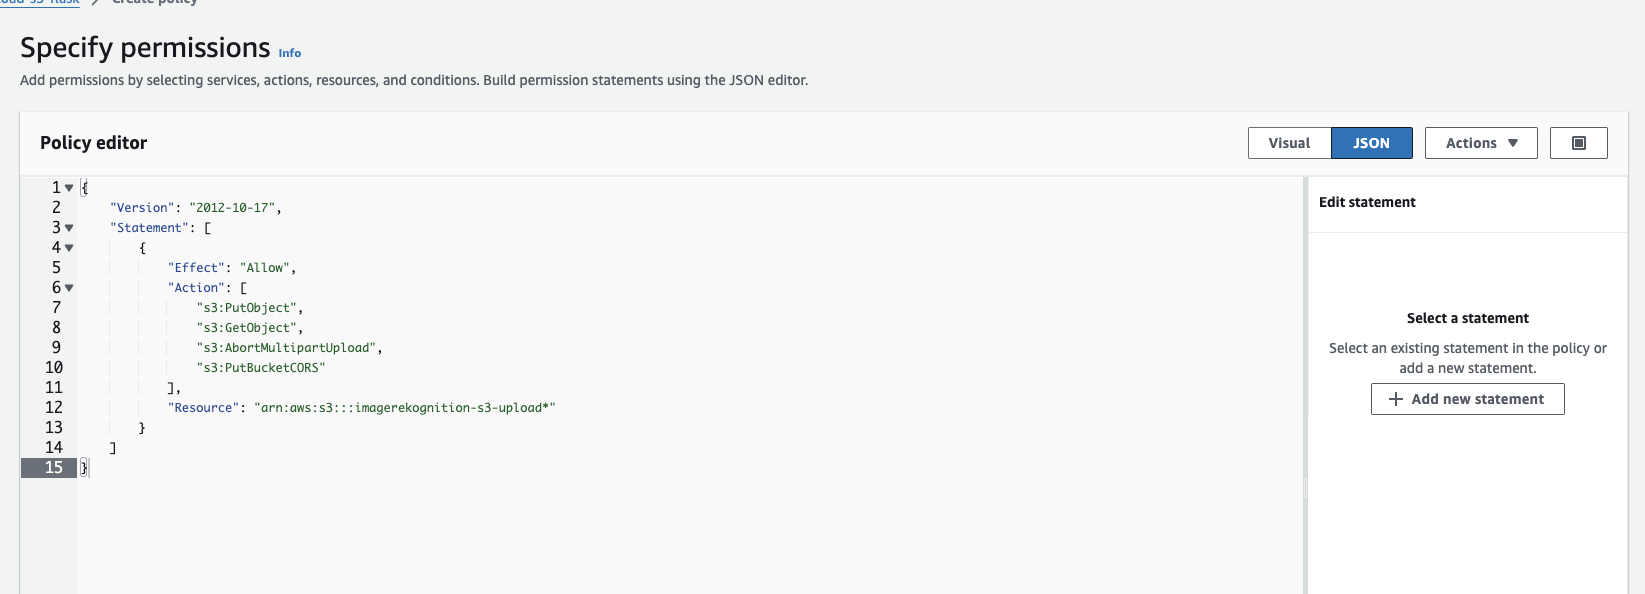 Create policy
Specify permissions Info
Add permissions by selecting services, actions, resources, and conditions. Build permission statements using the JSON editor.
Policy editor
Visual JSON Actions
1 {
2 "Version": "2012-10-17",
3 "Statement": [
4 {
5 "Effect": "Allow",
6 "Action": [
7 "s3:PutObject",
8 "s3:GetObject",
9 "s3:AbortMultipartUpload",
10 "s3:PutBucketCORS"
11 ],
12 "Resource": "arn:aws:s3:::imagerekognition-s3-upload*"
13 }
14 ]
15 }
Edit statement
Select a statement
Select an existing statement in the policy or
add a new statement.
+ Add new statement